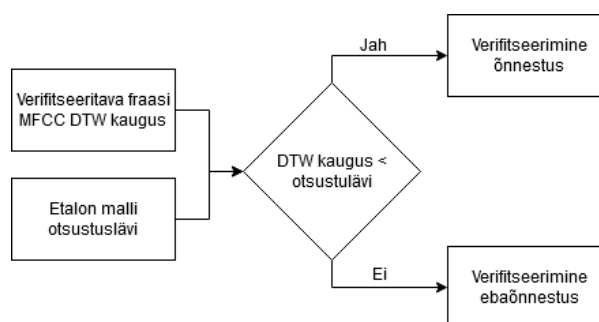 Verifitseeritava fraasi
MFCC DTW kaugus
Etalon malli
otsustuslävi
DTW kaugus <
otsustulävi
Jah
Verifitseerimine
õnnestus
Ei
Verifitseerimine
ebaõnnestus